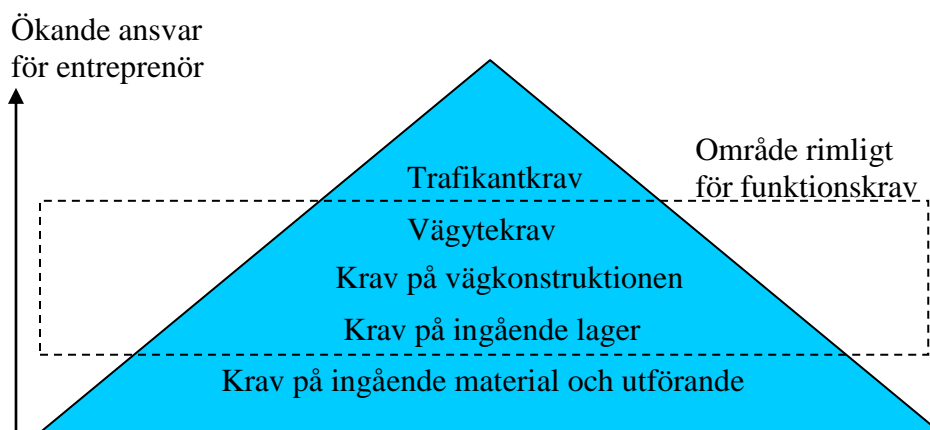 Ökande ansvar
för entreprenör
Område rimligt
för funktionskrav
Trafikantkrav
Vägytekrav
Krav på vägkonstruktionen
Krav på ingående lager
Krav på ingående material och utförande